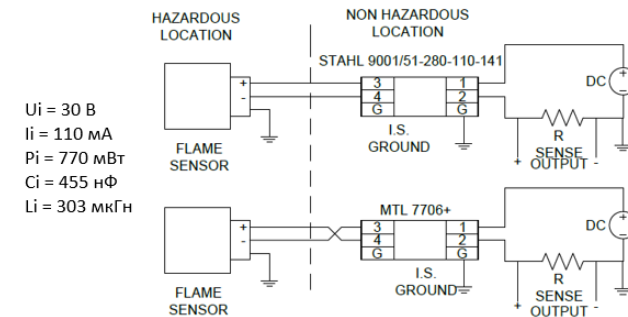 HAZARDOUS
LOCATION
NON HAZARDOUS
LOCATION
STAHL 9001/51-280-110-141
Ui = 30 В
Ii = 110 мА
Pi = 770 мВт
Ci = 455 нФ
Li = 303 мкГн
+
-
3
4
G
1
2
G
FLAME
SENSOR
I.S.
GROUND
DC
+
R
SENSE
+ OUTPUT -
MTL 7706+
+
-
3
4
G
1
2
G
FLAME
SENSOR
I.S.
GROUND
DC
+
R
SENSE
+ OUTPUT -